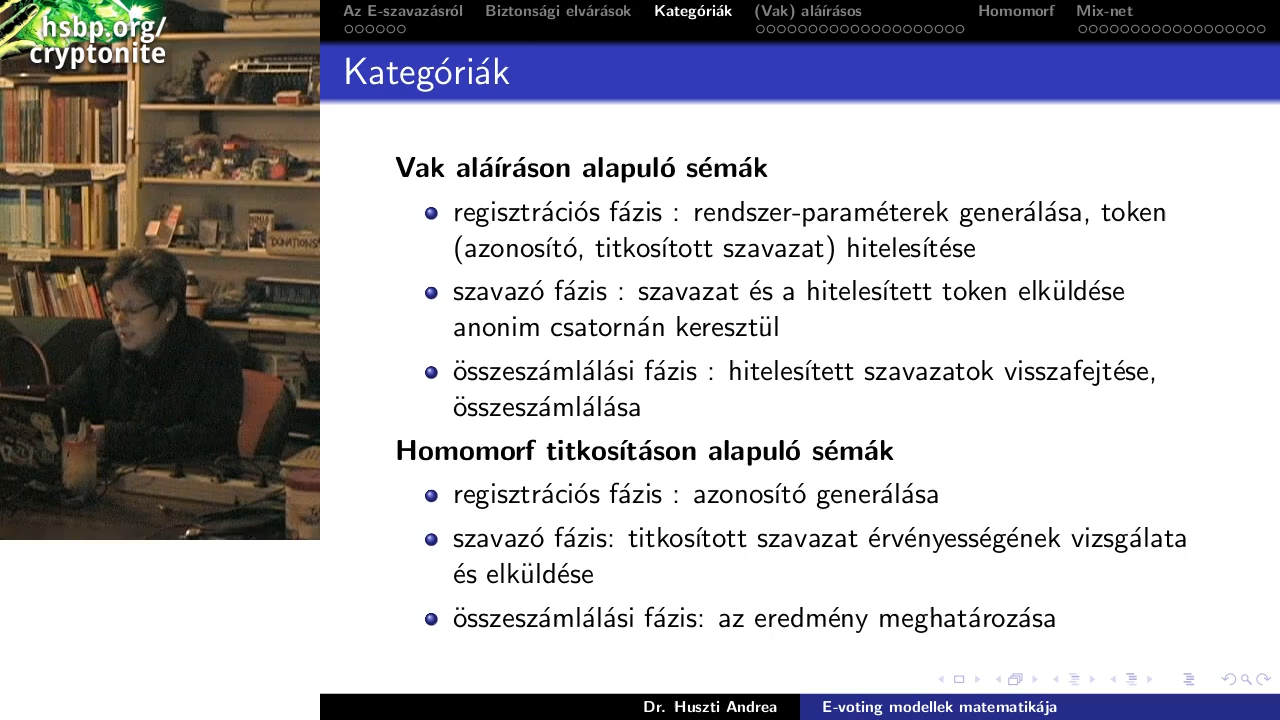 hsbp.org/
cryptonite
DONATIONS
Az E-szavazásról Biztonsági elvárások Kategóriák (Vak) aláírásos Homomorf Mix-net
Kategóriák
Vak aláíráson alapuló sémák
regisztrációs fázis : rendszer-paraméterek generálása, token
(azonosító, titkosított szavazat) hitelesítése
szavazó fázis : szavazat és a hitelesített token elküldése
anonim csatornán keresztül
összeszámlálási fázis : hitelesített szavazatok visszafejtése,
összeszámlálása
Homomorf titkosításon alapuló sémák
regisztrációs fázis : azonosító generálása
szavazó fázis: titkosított szavazat érvényességének vizsgálata
és elküldése
összeszámlálási fázis: az eredmény meghatározása
Dr. Huszti Andrea E-voting modellek matematikája